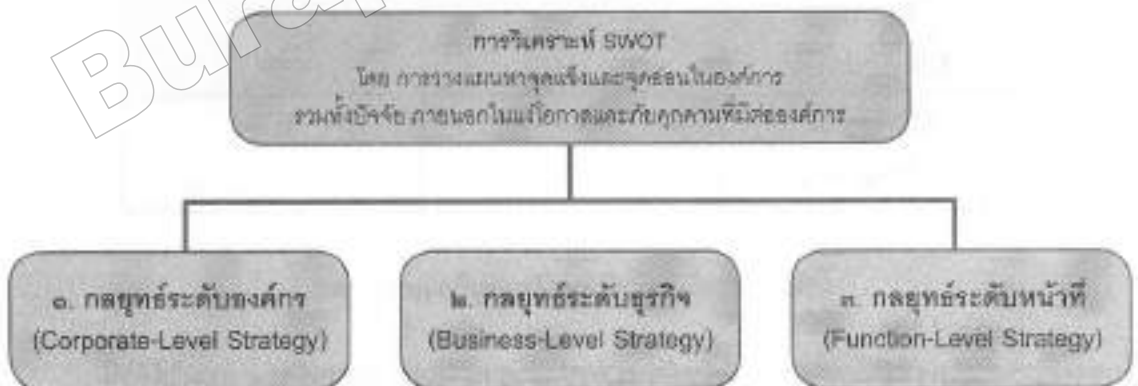 การวิเคราะห์ SWOT
โดย การวางแผนหาจุดแข็งและจุดอ่อนในองค์การ
รวมทั้งปัจจัย ภายนอกในแง่โอกาสและภัยคุกคามที่มีต่อองค์การ
๑. กลยุทธ์ระดับองค์กร
(Corporate-Level Strategy)
๒. กลยุทธ์ระดับธุรกิจ
(Business-Level Strategy)
๓. กลยุทธ์ระดับหน้าที่
(Function-Level Strategy)